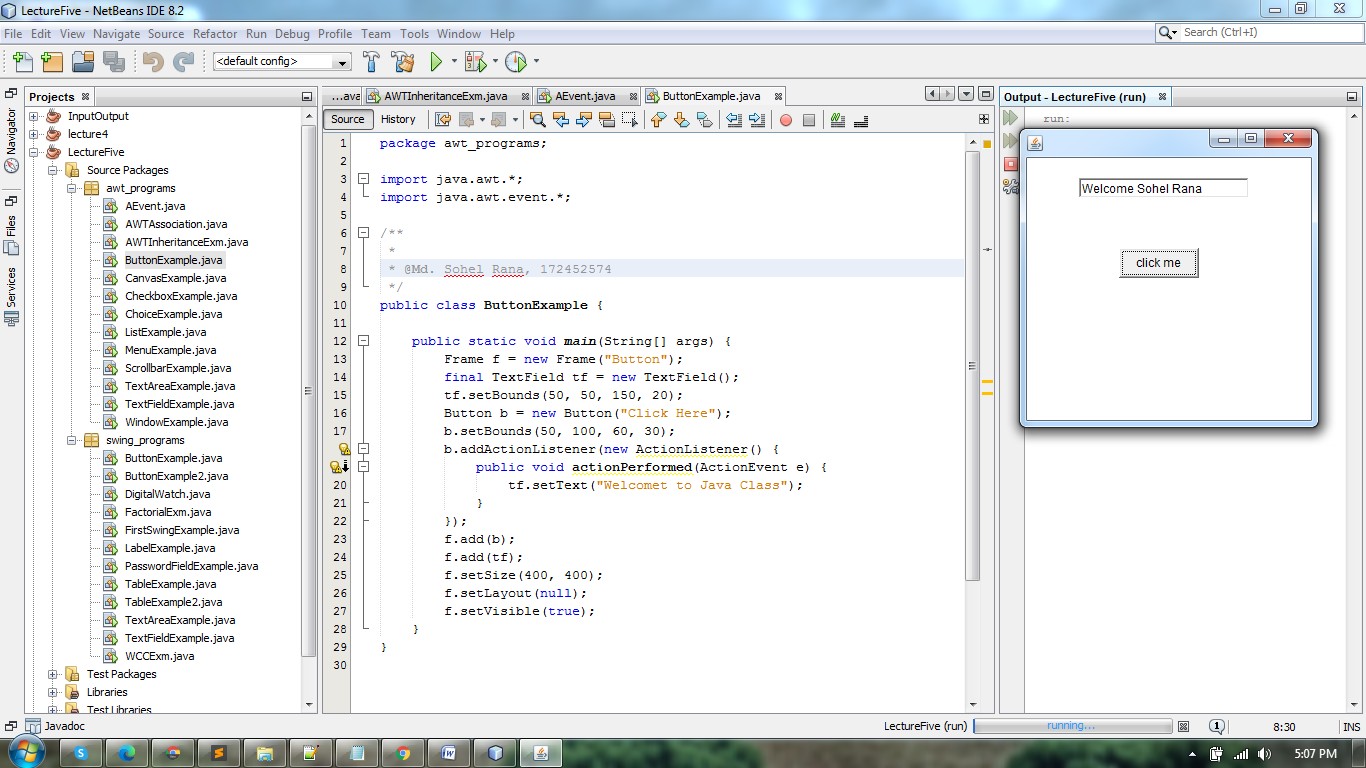 LectureFive - NetBeans IDE 8.2
File Edit View Navigate Source Refactor Run Debug Profile Team Tools Window Help
Search (Ctrl+I)
<default config>
Projects
InputOutput
lecture4
LectureFive
Source Packages
awt_programs
AEvent.java
AWTAssociation.java
AWTInheritanceExm.java
ButtonExample.java
CanvasExample.java
CheckboxExample.java
ChoiceExample.java
ListExample.java
MenuExample.java
ScrollbarExample.java
TextAreaExample.java
TextFieldExample.java
WindowExample.java
swing_programs
ButtonExample.java
ButtonExample2.java
DigitalWatch.java
FactorialExm.java
FirstSwingExample.java
LabelExample.java
PasswordFieldExample.java
TableExample.java
TableExample2.java
TextAreaExample.java
TextFieldExample.java
WCCExm.java
Test Packages
Libraries
Test Libraries
Navigator
Files
Services
...ava AWTInheritanceExm.java AEvent.java ButtonExample.java
Source History
1 package awt_programs;
2
3 import java.awt.*;
4 import java.awt.event.*;
5
6 /**
7 *
8 * @Md. Sohel Rana, 172452574
9 */
10 public class ButtonExample {
11
12 public static void main(String[] args) {
13 Frame f = new Frame("Button");
14 final TextField tf = new TextField();
15 tf.setBounds(50, 50, 150, 20);
16 Button b = new Button("Click Here");
17 b.setBounds(50, 100, 60, 30);
b.addActionListener(new ActionListener() {
public void actionPerformed(ActionEvent e) {
20 tf.setText("Welcomet to Java Class");
21 }
22 });
23 f.add(b);
24 f.add(tf);
25 f.setSize(400, 400);
26 f.setLayout(null);
27 f.setVisible(true);
28 }
29 }
30
Output - LectureFive (run)
run:
Welcome Sohel Rana
click me
Javadoc
LectureFive (run) running... 1 8:30 INS
5:07 PM